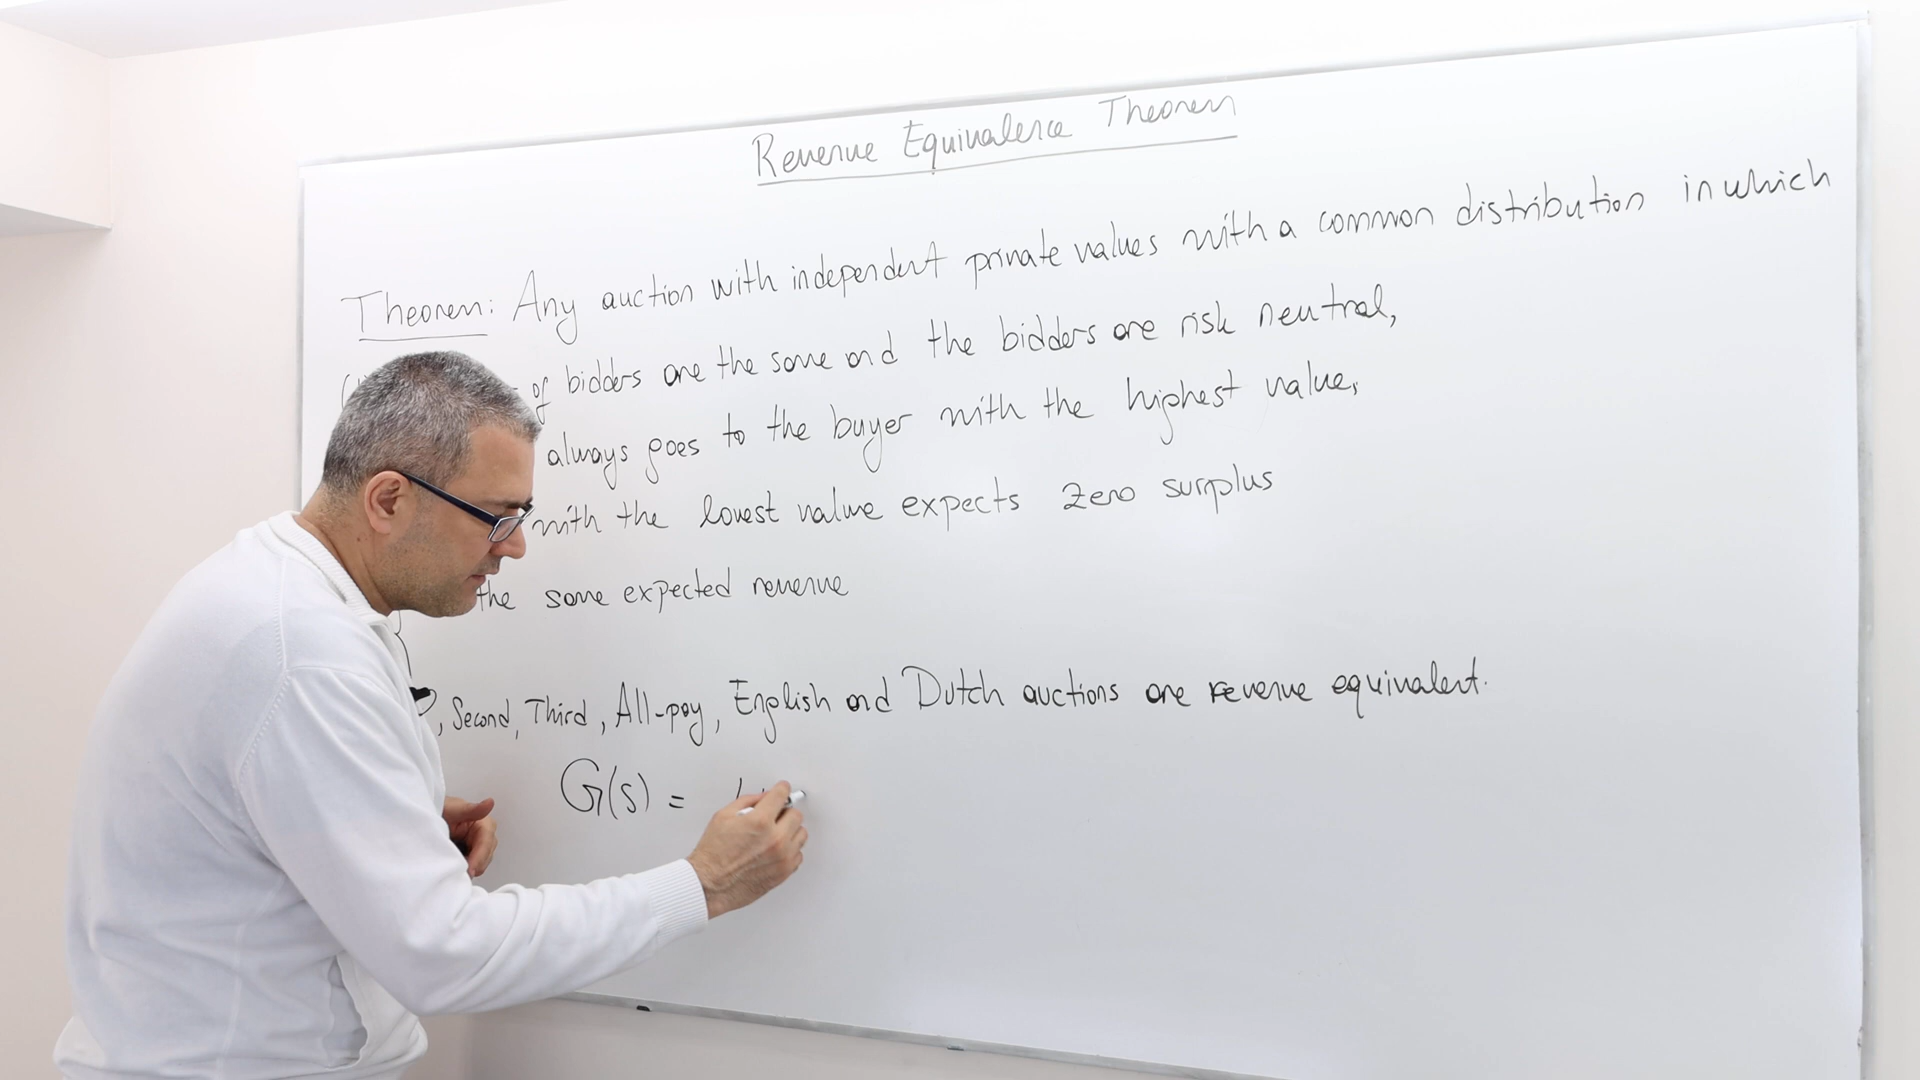 Revenue Equivalence Theorem
Theorem: Any auction with independent private values with a common distribution in which
of bidders are the same and the bidders are risk neutral,
always goes to the buyer with the highest value,
with the lowest value expects zero surplus
the same expected revenue
, Second, Third, All-pay, English and Dutch auctions are revenue equivalent.
G(s) =